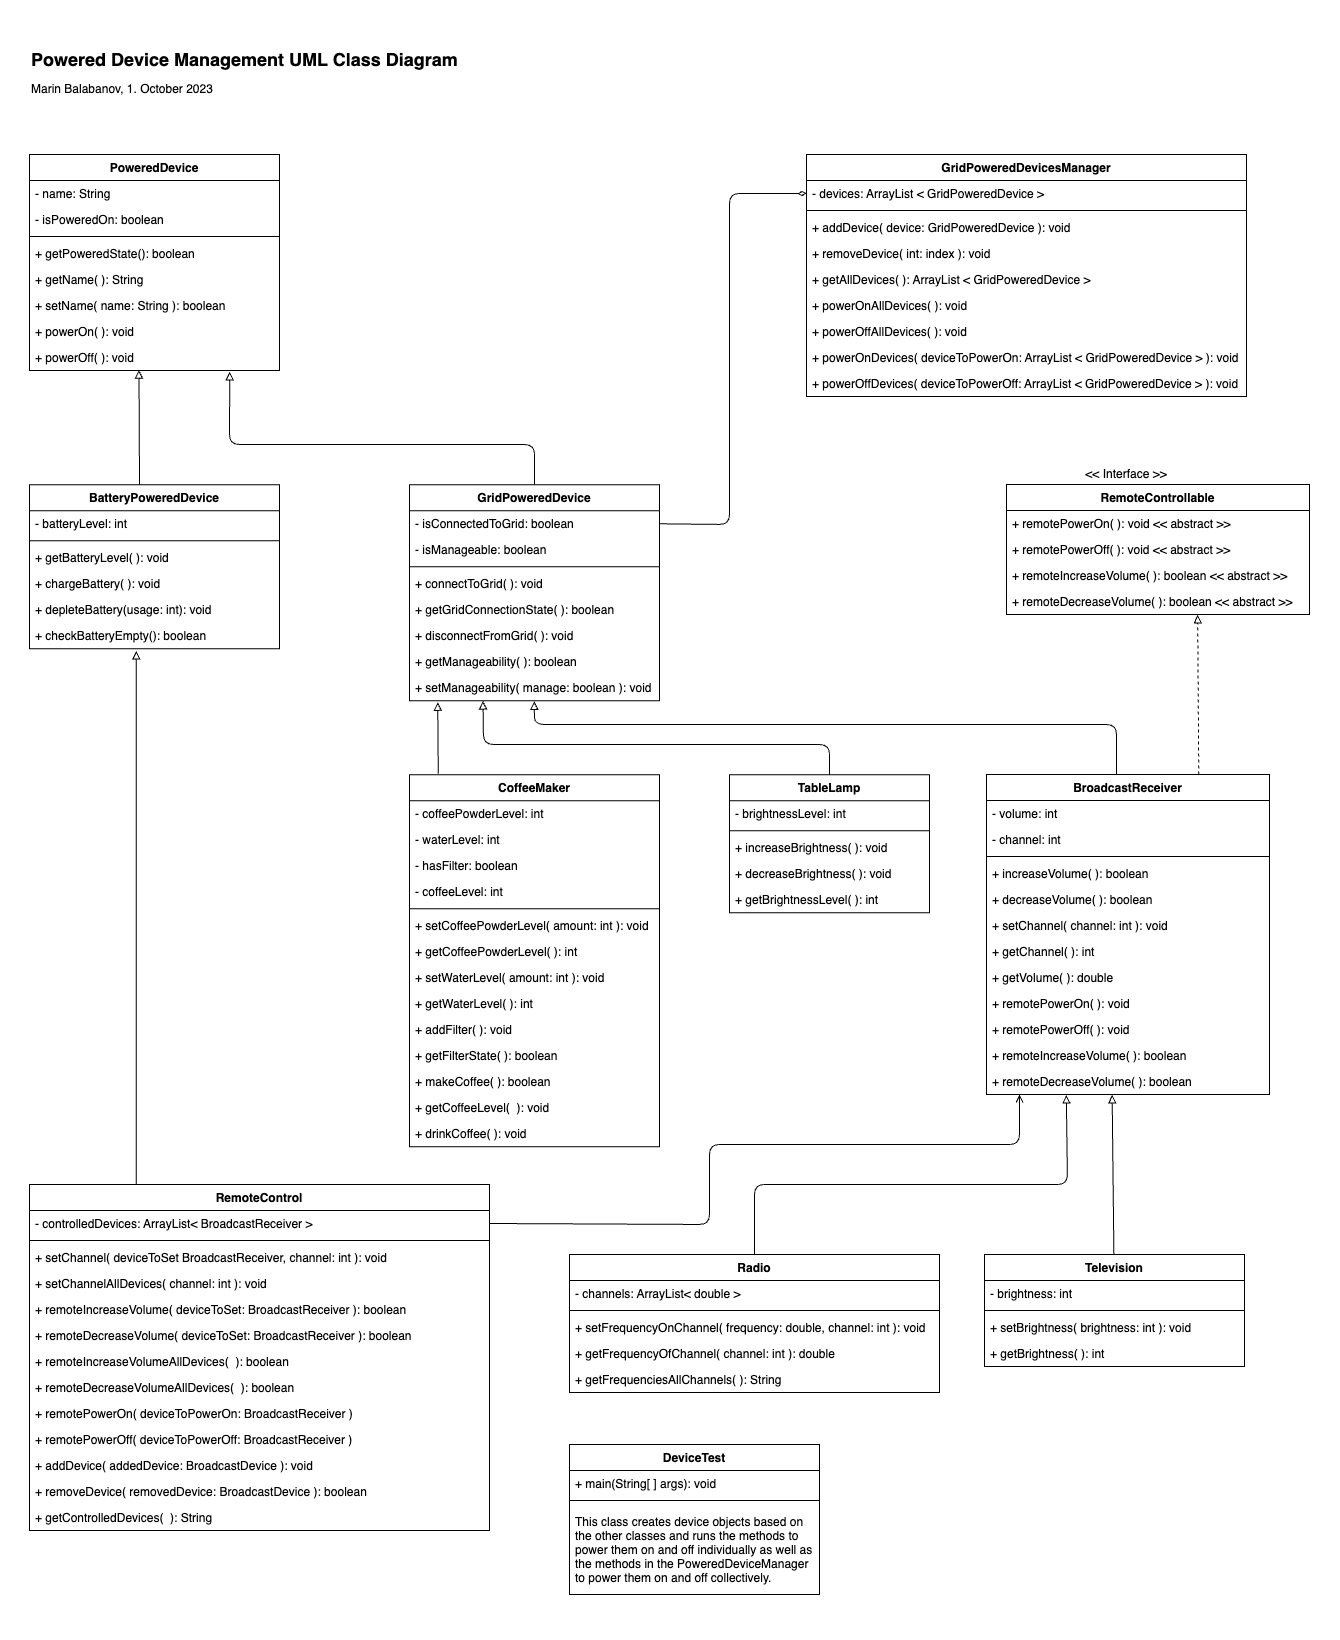 Powered Device Management UML Class Diagram
Marin Balabanov, 1. October 2023
PoweredDevice
- name: String
- isPoweredOn: boolean
+ getPoweredState(): boolean
+ getName( ): String
+ setName( name: String ): boolean
+ powerOn( ): void
+ powerOff( ): void
GridPoweredDevicesManager
- devices: ArrayList < GridPoweredDevice >
+ addDevice( device: GridPoweredDevice ): void
+ removeDevice( int: index ): void
+ getAllDevices( ): ArrayList < GridPoweredDevice >
+ powerOnAllDevices( ): void
+ powerOffAllDevices( ): void
+ powerOnDevices( deviceToPowerOn: ArrayList < GridPoweredDevice > ): void
+ powerOffDevices( deviceToPowerOff: ArrayList < GridPoweredDevice > ): void
BatteryPoweredDevice
- batteryLevel: int
+ getBatteryLevel( ): void
+ chargeBattery( ): void
+ depleteBattery(usage: int): void
+ checkBatteryEmpty(): boolean
GridPoweredDevice
- isConnectedToGrid: boolean
- isManageable: boolean
+ connectToGrid( ): void
+ getGridConnectionState( ): boolean
+ disconnectFromGrid( ): void
+ getManageability( ): boolean
+ setManageability( manage: boolean ): void
<< Interface >>
RemoteControllable
+ remotePowerOn( ): void << abstract >>
+ remotePowerOff( ): void << abstract >>
+ remoteIncreaseVolume( ): boolean << abstract >>
+ remoteDecreaseVolume( ): boolean << abstract >>
CoffeeMaker
- coffeePowderLevel: int
- waterLevel: int
- hasFilter: boolean
- coffeeLevel: int
+ setCoffeePowderLevel( amount: int ): void
+ getCoffeePowderLevel( ): int
+ setWaterLevel( amount: int ): void
+ getWaterLevel( ): int
+ addFilter( ): void
+ getFilterState( ): boolean
+ makeCoffee( ): boolean
+ getCoffeeLevel(  ): void
+ drinkCoffee( ): void
TableLamp
- brightnessLevel: int
+ increaseBrightness( ): void
+ decreaseBrightness( ): void
+ getBrightnessLevel( ): int
BroadcastReceiver
- volume: int
- channel: int
+ increaseVolume( ): boolean
+ decreaseVolume( ): boolean
+ setChannel( channel: int ): void
+ getChannel( ): int
+ getVolume( ): double
+ remotePowerOn( ): void
+ remotePowerOff( ): void
+ remoteIncreaseVolume( ): boolean
+ remoteDecreaseVolume( ): boolean
RemoteControl
- controlledDevices: ArrayList< BroadcastReceiver >
+ setChannel( deviceToSet BroadcastReceiver, channel: int ): void
+ setChannelAllDevices( channel: int ): void
+ remoteIncreaseVolume( deviceToSet: BroadcastReceiver ): boolean
+ remoteDecreaseVolume( deviceToSet: BroadcastReceiver ): boolean
+ remoteIncreaseVolumeAllDevices(  ): boolean
+ remoteDecreaseVolumeAllDevices(  ): boolean
+ remotePowerOn( deviceToPowerOn: BroadcastReceiver )
+ remotePowerOff( deviceToPowerOff: BroadcastReceiver )
+ addDevice( addedDevice: BroadcastDevice ): void
+ removeDevice( removedDevice: BroadcastDevice ): boolean
+ getControlledDevices(  ): String
Radio
- channels: ArrayList< double >
+ setFrequencyOnChannel( frequency: double, channel: int ): void
+ getFrequencyOfChannel( channel: int ): double
+ getFrequenciesAllChannels( ): String
Television
- brightness: int
+ setBrightness( brightness: int ): void
+ getBrightness( ): int
DeviceTest
+ main(String[ ] args): void
This class creates device objects based on
the other classes and runs the methods to
power them on and off individually as well as
the methods in the PoweredDeviceManager
to power them on and off collectively.